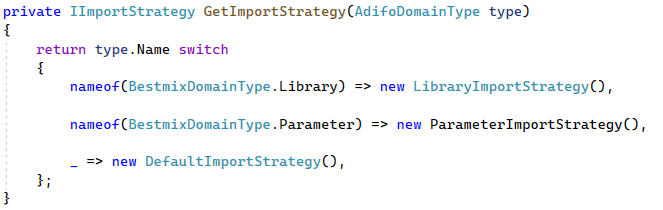 private IImportStrategy GetImportStrategy(AdifoDomainType type)
{
    return type.Name switch
    {
        nameof(BestmixDomainType.Library) => new LibraryImportStrategy(),
        nameof(BestmixDomainType.Parameter) => new ParameterImportStrategy(),
        _ => new DefaultImportStrategy(),
    };
}